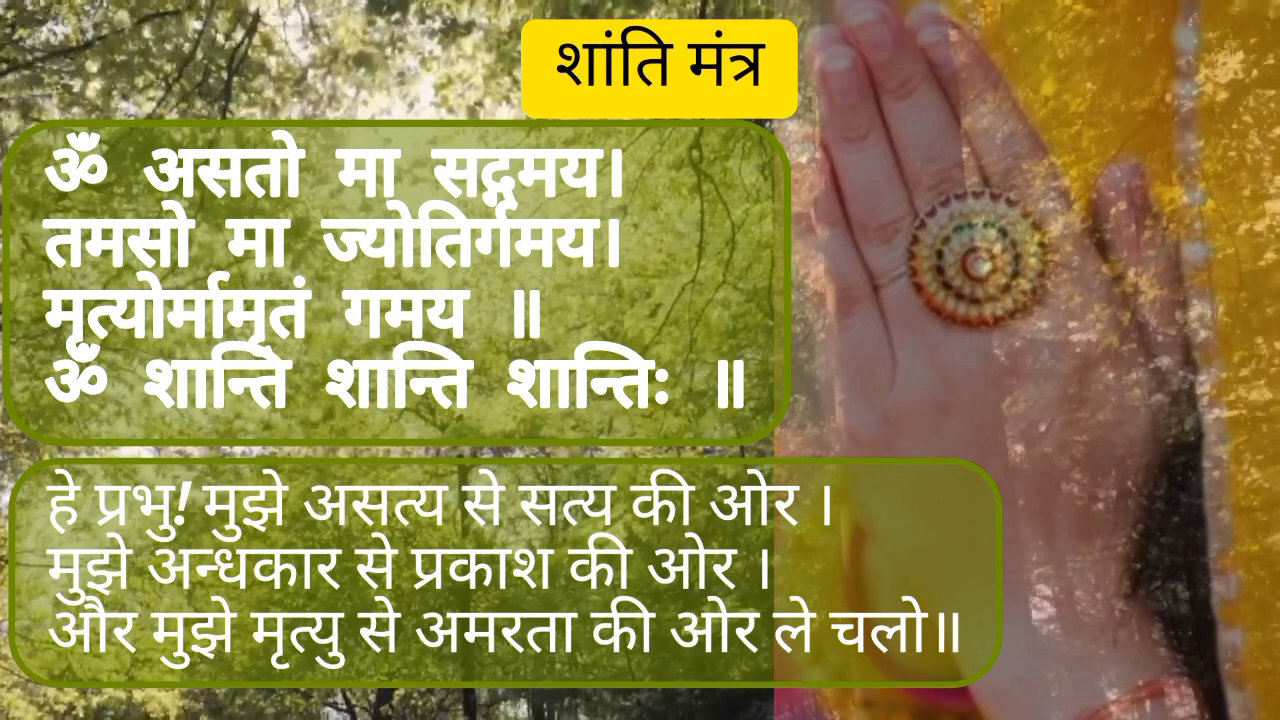 शांति मंत्र
ॐ असतो मा सद्गमय।
तमसो मा ज्योतिर्गमय।
मृत्योर्मामृतं गमय ॥
ॐ शान्ति शान्ति शान्तिः ॥
हे प्रभु! मुझे असत्य से सत्य की ओर ।
मुझे अन्धकार से प्रकाश की ओर ।
और मुझे मृत्यु से अमरता की ओर ले चलो॥